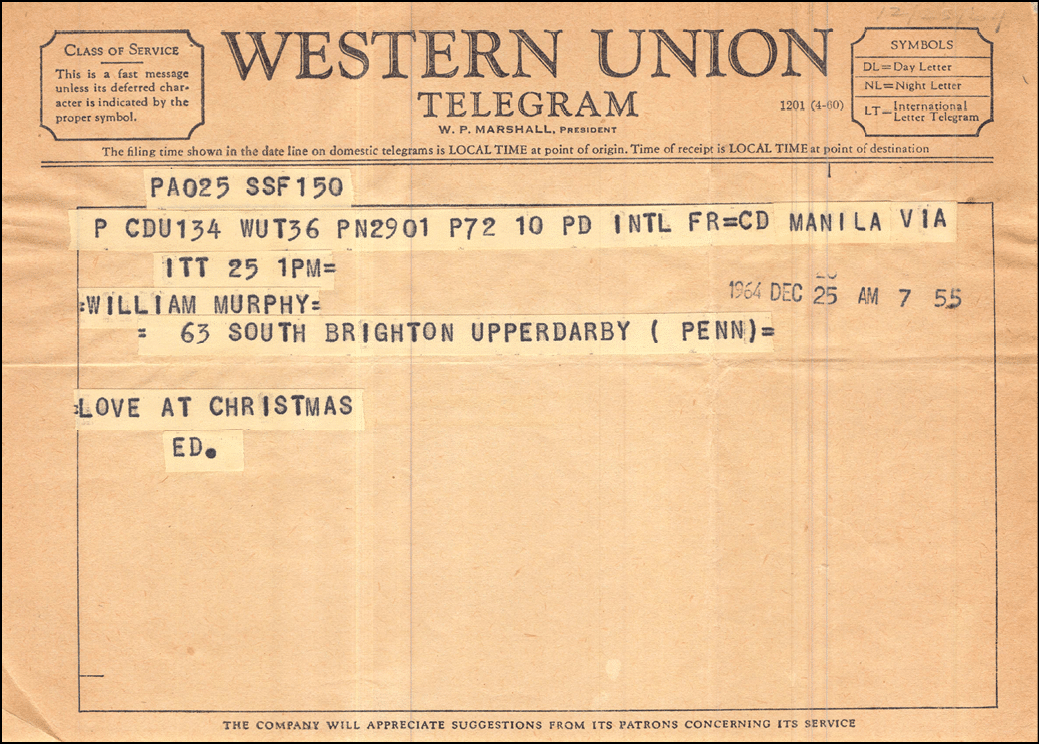 CLASS OF SERVICE
This is a fast message
unless its deferred char-
acter is indicated by the
proper symbol.
WESTERN UNION
TELEGRAM
W. P. MARSHALL, PRESIDENT
1201 (4-60)
SYMBOLS
DL=Day Letter
NL=Night Letter
LT=International Letter Telegram
The filing time shown in the date line on domestic telegrams is LOCAL TIME at point of origin. Time of receipt is LOCAL TIME at point of destination
PA025 SSF150
P CDU134 WUT36 PN2901 P72 10 PD INTL FR=CD MANILA VIA
ITT 25 1PM=
1964 DEC 25 AM 7 55
=WILLIAM MURPHY=
= 63 SOUTH BRIGHTON UPPERDARBY ( PENN)=
=LOVE AT CHRISTMAS
ED.
THE COMPANY WILL APPRECIATE SUGGESTIONS FROM ITS PATRONS CONCERNING ITS SERVICE